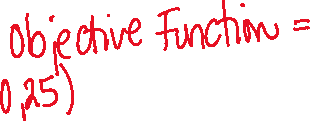 Objective Function =
0,25)